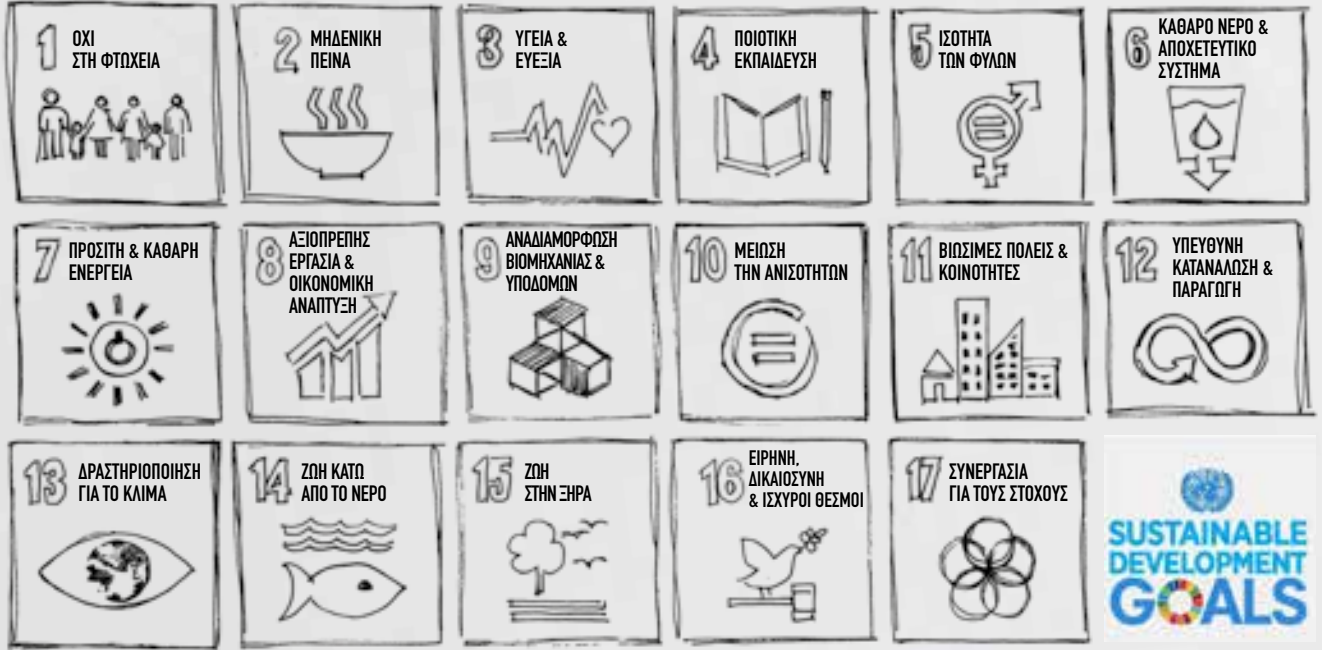 1 ΟΧΙ
ΣΤΗ ΦΤΩΧΕΙΑ
2 ΜΗΔΕΝΙΚΗ
ΠΕΙΝΑ
3 ΥΓΕΙΑ &
ΕΥΕΞΙΑ
4 ΠΟΙΟΤΙΚΗ
ΕΚΠΑΙΔΕΥΣΗ
5 ΙΣΟΤΗΤΑ
ΤΩΝ ΦΥΛΩΝ
6 ΚΑΘΑΡΟ ΝΕΡΟ &
ΑΠΟΧΕΤΕΥΤΙΚΟ
ΣΥΣΤΗΜΑ
7 ΠΡΟΣΙΤΗ & ΚΑΘΑΡΗ
ΕΝΕΡΓΕΙΑ
8 ΑΞΙΟΠΡΕΠΗΣ
ΕΡΓΑΣΙΑ &
ΟΙΚΟΝΟΜΙΚΗ
ΑΝΑΠΤΥΞΗ
9 ΑΝΑΔΙΑΜΟΡΦΩΣΗ
ΒΙΟΜΗΧΑΝΙΑΣ &
ΥΠΟΔΟΜΩΝ
10 ΜΕΙΩΣΗ
ΤΗΝ ΑΝΙΣΟΤΗΤΩΝ
11 ΒΙΩΣΙΜΕΣ ΠΟΛΕΙΣ &
ΚΟΙΝΟΤΗΤΕΣ
12 ΥΠΕΥΘΥΝΗ
ΚΑΤΑΝΑΛΩΣΗ &
ΠΑΡΑΓΩΓΗ
13 ΔΡΑΣΤΗΡΙΟΠΟΙΗΣΗ
ΓΙΑ ΤΟ ΚΛΙΜΑ
14 ΖΩΗ ΚΑΤΩ
ΑΠΟ ΤΟ ΝΕΡΟ
15 ΖΩΗ
ΣΤΗΝ ΞΗΡΑ
16 ΕΙΡΗΝΗ,
ΔΙΚΑΙΟΣΥΝΗ
& ΙΣΧΥΡΟΙ ΘΕΣΜΟΙ
17 ΣΥΝΕΡΓΑΣΙΑ
ΓΙΑ ΤΟΥΣ ΣΤΟΧΟΥΣ
SUSTAINABLE
DEVELOPMENT
GOALS